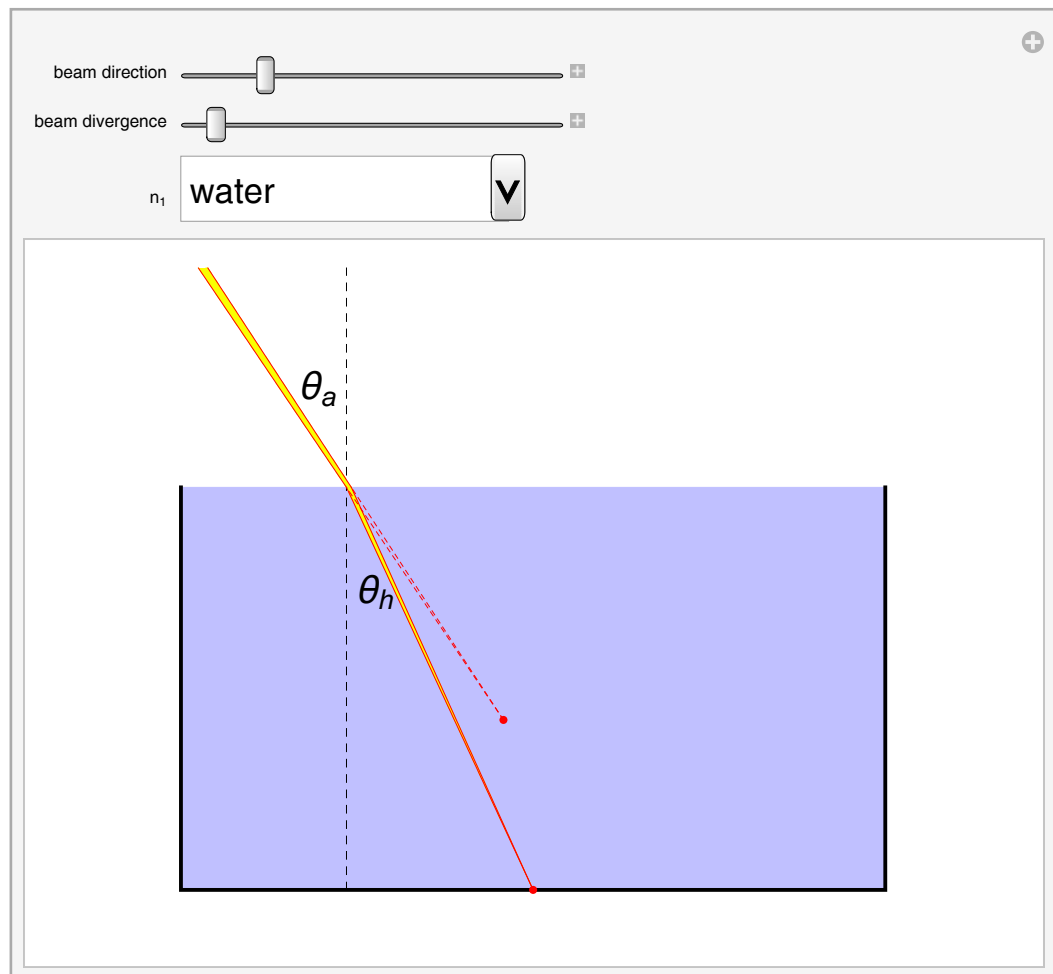 beam direction
beam divergence
n₁ water
θₐ
θₕ